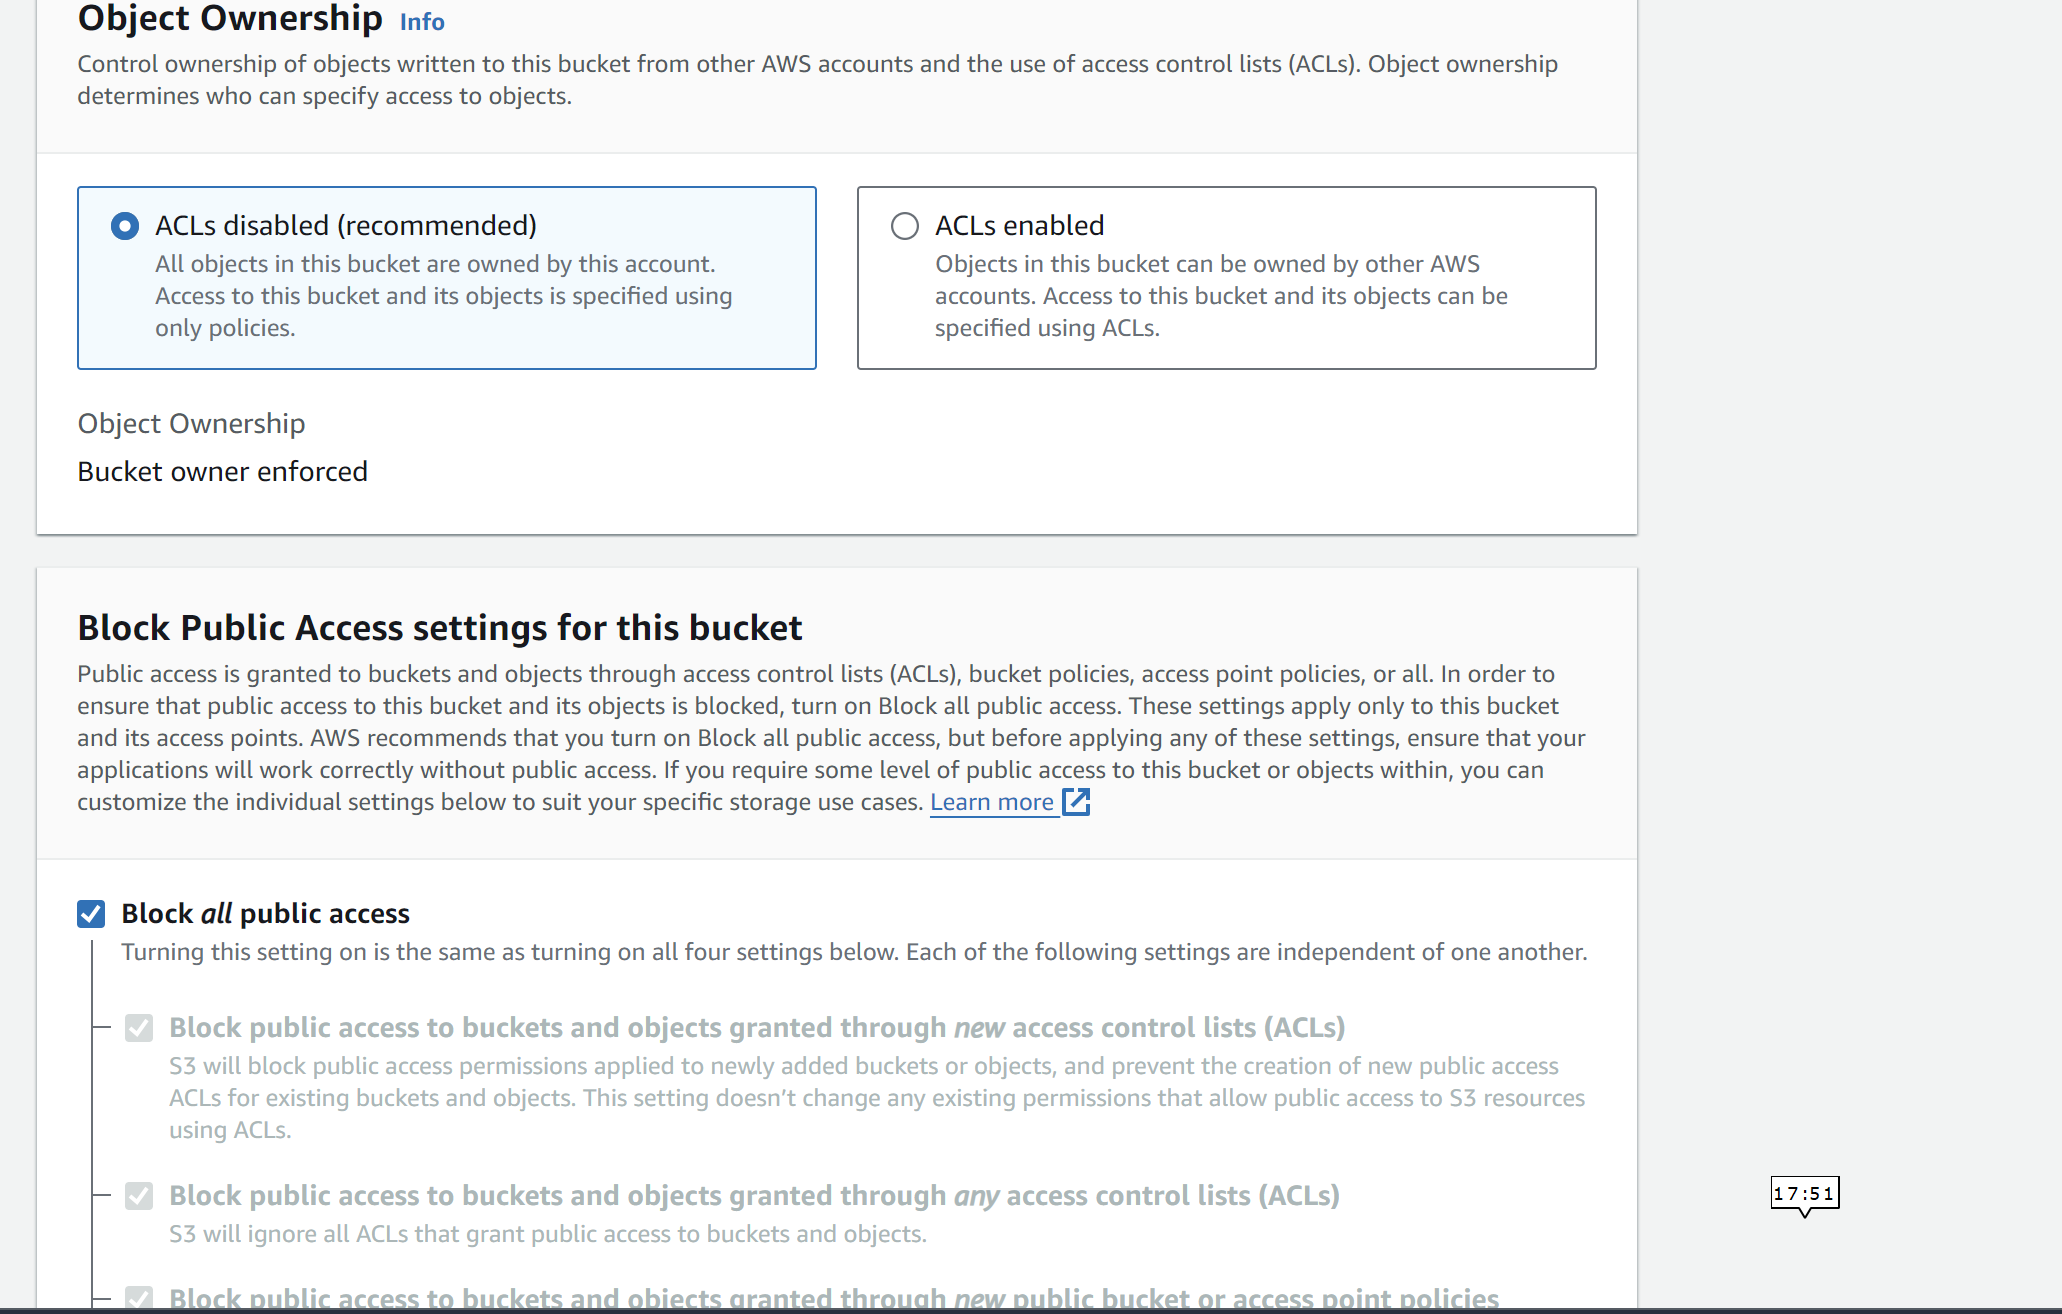 Object Ownership Info
Control ownership of objects written to this bucket from other AWS accounts and the use of access control lists (ACLs). Object ownership
determines who can specify access to objects.
ACLs disabled (recommended)
All objects in this bucket are owned by this account.
Access to this bucket and its objects is specified using
only policies.
ACLs enabled
Objects in this bucket can be owned by other AWS
accounts. Access to this bucket and its objects can be
specified using ACLs.
Object Ownership
Bucket owner enforced
Block Public Access settings for this bucket
Public access is granted to buckets and objects through access control lists (ACLs), bucket policies, access point policies, or all. In order to
ensure that public access to this bucket and its objects is blocked, turn on Block all public access. These settings apply only to this bucket
and its access points. AWS recommends that you turn on Block all public access, but before applying any of these settings, ensure that your
applications will work correctly without public access. If you require some level of public access to this bucket or objects within, you can
customize the individual settings below to suit your specific storage use cases. Learn more
Block all public access
Turning this setting on is the same as turning on all four settings below. Each of the following settings are independent of one another.
Block public access to buckets and objects granted through new access control lists (ACLs)
S3 will block public access permissions applied to newly added buckets or objects, and prevent the creation of new public access
ACLs for existing buckets and objects. This setting doesn't change any existing permissions that allow public access to S3 resources
using ACLs.
Block public access to buckets and objects granted through any access control lists (ACLs)
S3 will ignore all ACLs that grant public access to buckets and objects.
17:51
Block public access to buckets and objects granted through new public bucket or access point policies